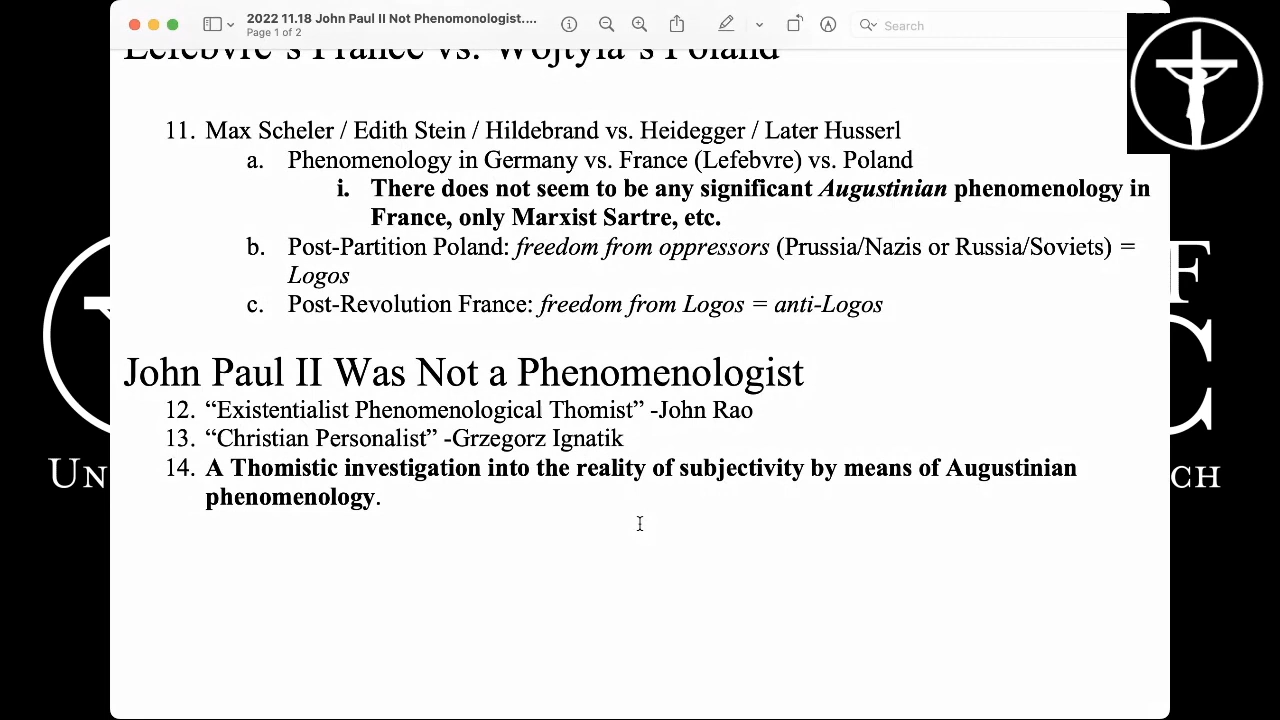 2022 11.18 John Paul II Not Phenomonologist....
Page 1 of 2
Search
Lefebvre's France vs. Wojtyła's Poland
11. Max Scheler / Edith Stein / Hildebrand vs. Heidegger / Later Husserl
a. Phenomenology in Germany vs. France (Lefebvre) vs. Poland
i. There does not seem to be any significant Augustinian phenomenology in
France, only Marxist Sartre, etc.
b. Post-Partition Poland: freedom from oppressors (Prussia/Nazis or Russia/Soviets) =
Logos
c. Post-Revolution France: freedom from Logos = anti-Logos
John Paul II Was Not a Phenomenologist
12. “Existentialist Phenomenological Thomist” -John Rao
13. “Christian Personalist” -Grzegorz Ignatik
14. A Thomistic investigation into the reality of subjectivity by means of Augustinian
phenomenology.
F
C
UN
CH